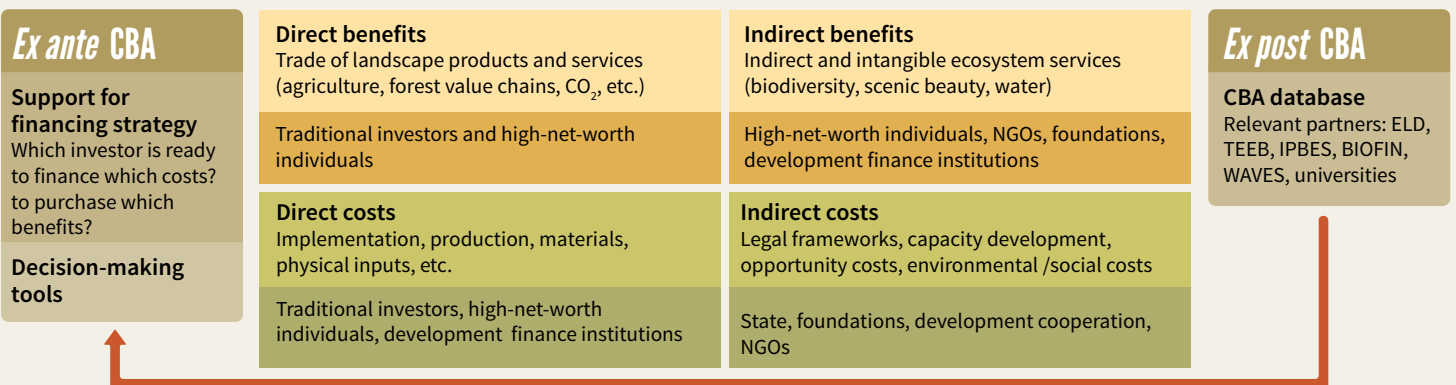 Ex ante CBA
Support for
financing strategy
Which investor is ready
to finance which costs?
to purchase which
benefits?
Decision-making
tools
Direct benefits
Trade of landscape products and services
(agriculture, forest value chains, CO₂, etc.)
Traditional investors and high-net-worth
individuals
Indirect benefits
Indirect and intangible ecosystem services
(biodiversity, scenic beauty, water)
High-net-worth individuals, NGOs, foundations,
development finance institutions
Direct costs
Implementation, production, materials,
physical inputs, etc.
Traditional investors, high-net-worth
individuals, development finance institutions
Indirect costs
Legal frameworks, capacity development,
opportunity costs, environmental /social costs
State, foundations, development cooperation,
NGOs
Ex post CBA
CBA database
Relevant partners: ELD,
TEEB, IPBES, BIOFIN,
WAVES, universities